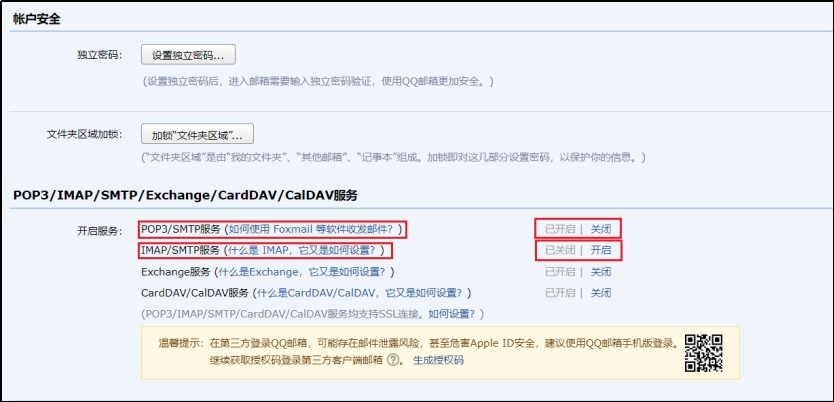 帐户安全
独立密码： 设置独立密码...
(设置独立密码后，进入邮箱需要输入独立密码验证，使用QQ邮箱更加安全。)
文件夹区域加锁： 加锁“文件夹区域”...
(“文件夹区域”是由“我的文件夹”、“其他邮箱”、“记事本”组成。加锁即对这几部分设置密码，以保护你的信息。)
POP3/IMAP/SMTP/Exchange/CardDAV/CalDAV服务
开启服务： POP3/SMTP服务 (如何使用 Foxmail 等软件收发邮件？) 已开启 | 关闭
IMAP/SMTP服务 (什么是 IMAP，它又是如何设置？) 已关闭 | 开启
Exchange服务 (什么是Exchange，它又是如何设置？) 已开启 | 关闭
CardDAV/CalDAV服务 (什么是CardDAV/CalDAV，它又是如何设置？) 已开启 | 关闭
(POP3/IMAP/SMTP/CardDAV/CalDAV服务均支持SSL连接。如何设置？)
温馨提示：在第三方登录QQ邮箱，可能存在邮件泄露风险，甚至危害Apple ID安全，建议使用QQ邮箱手机版登录。
继续获取授权码登录第三方客户端邮箱 ? 。 生成授权码